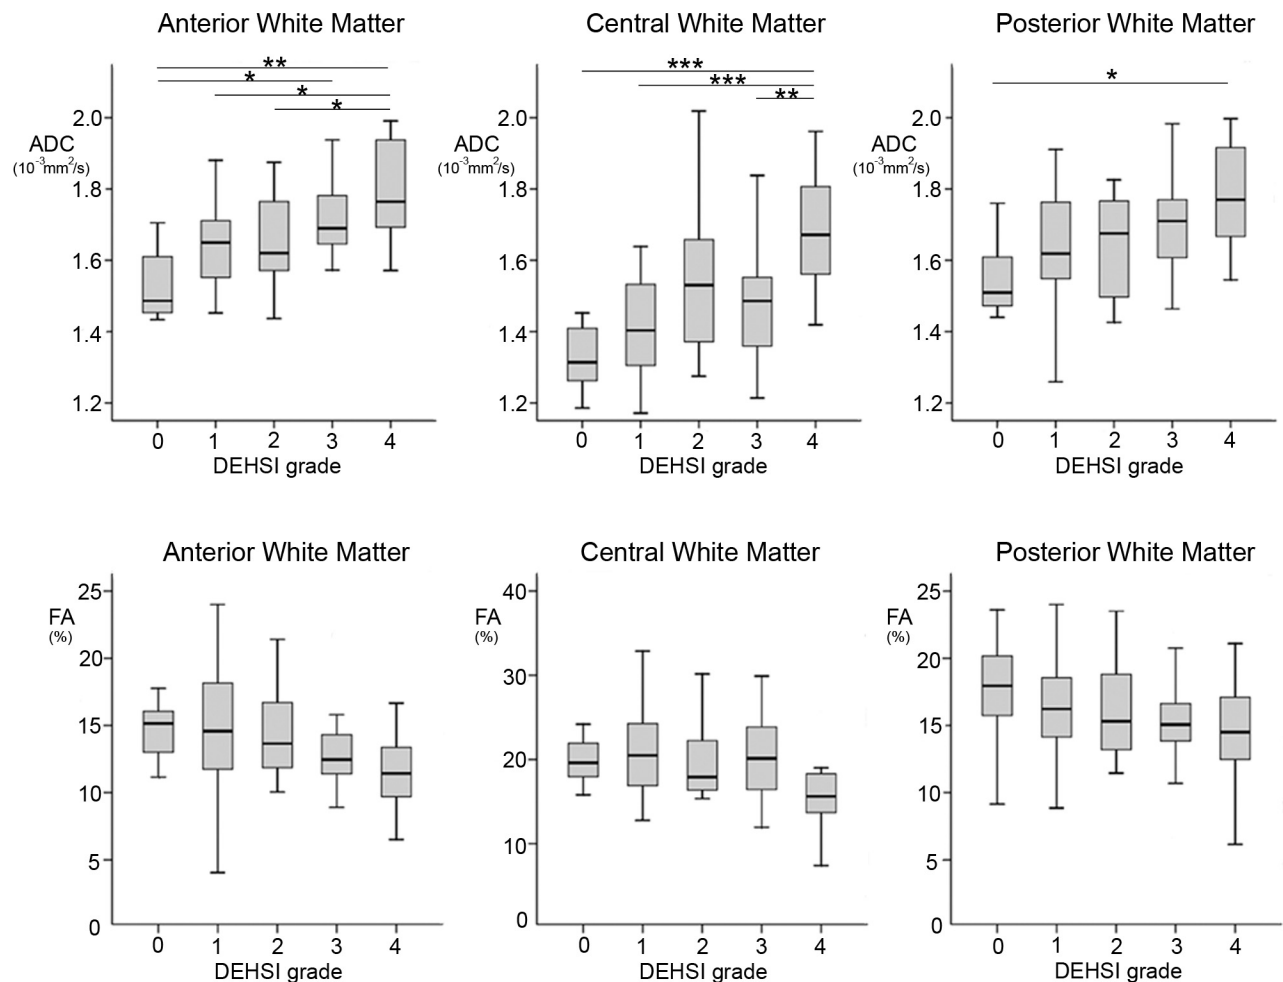 Anterior White Matter
**
*
*
*
2.0
ADC
(10⁻³mm²/s)
1.8
1.6
1.4
1.2
0 1 2 3 4
DEHSI grade
Central White Matter
***
***
**
2.0
ADC
(10⁻³mm²/s)
1.8
1.6
1.4
1.2
0 1 2 3 4
DEHSI grade
Posterior White Matter
*
2.0
ADC
(10⁻³mm²/s)
1.8
1.6
1.4
1.2
0 1 2 3 4
DEHSI grade
Anterior White Matter
25
FA
(%)
20
15
10
5
0
0 1 2 3 4
DEHSI grade
Central White Matter
40
FA
(%)
30
20
10
0
0 1 2 3 4
DEHSI grade
Posterior White Matter
25
FA
(%)
20
15
10
5
0
0 1 2 3 4
DEHSI grade